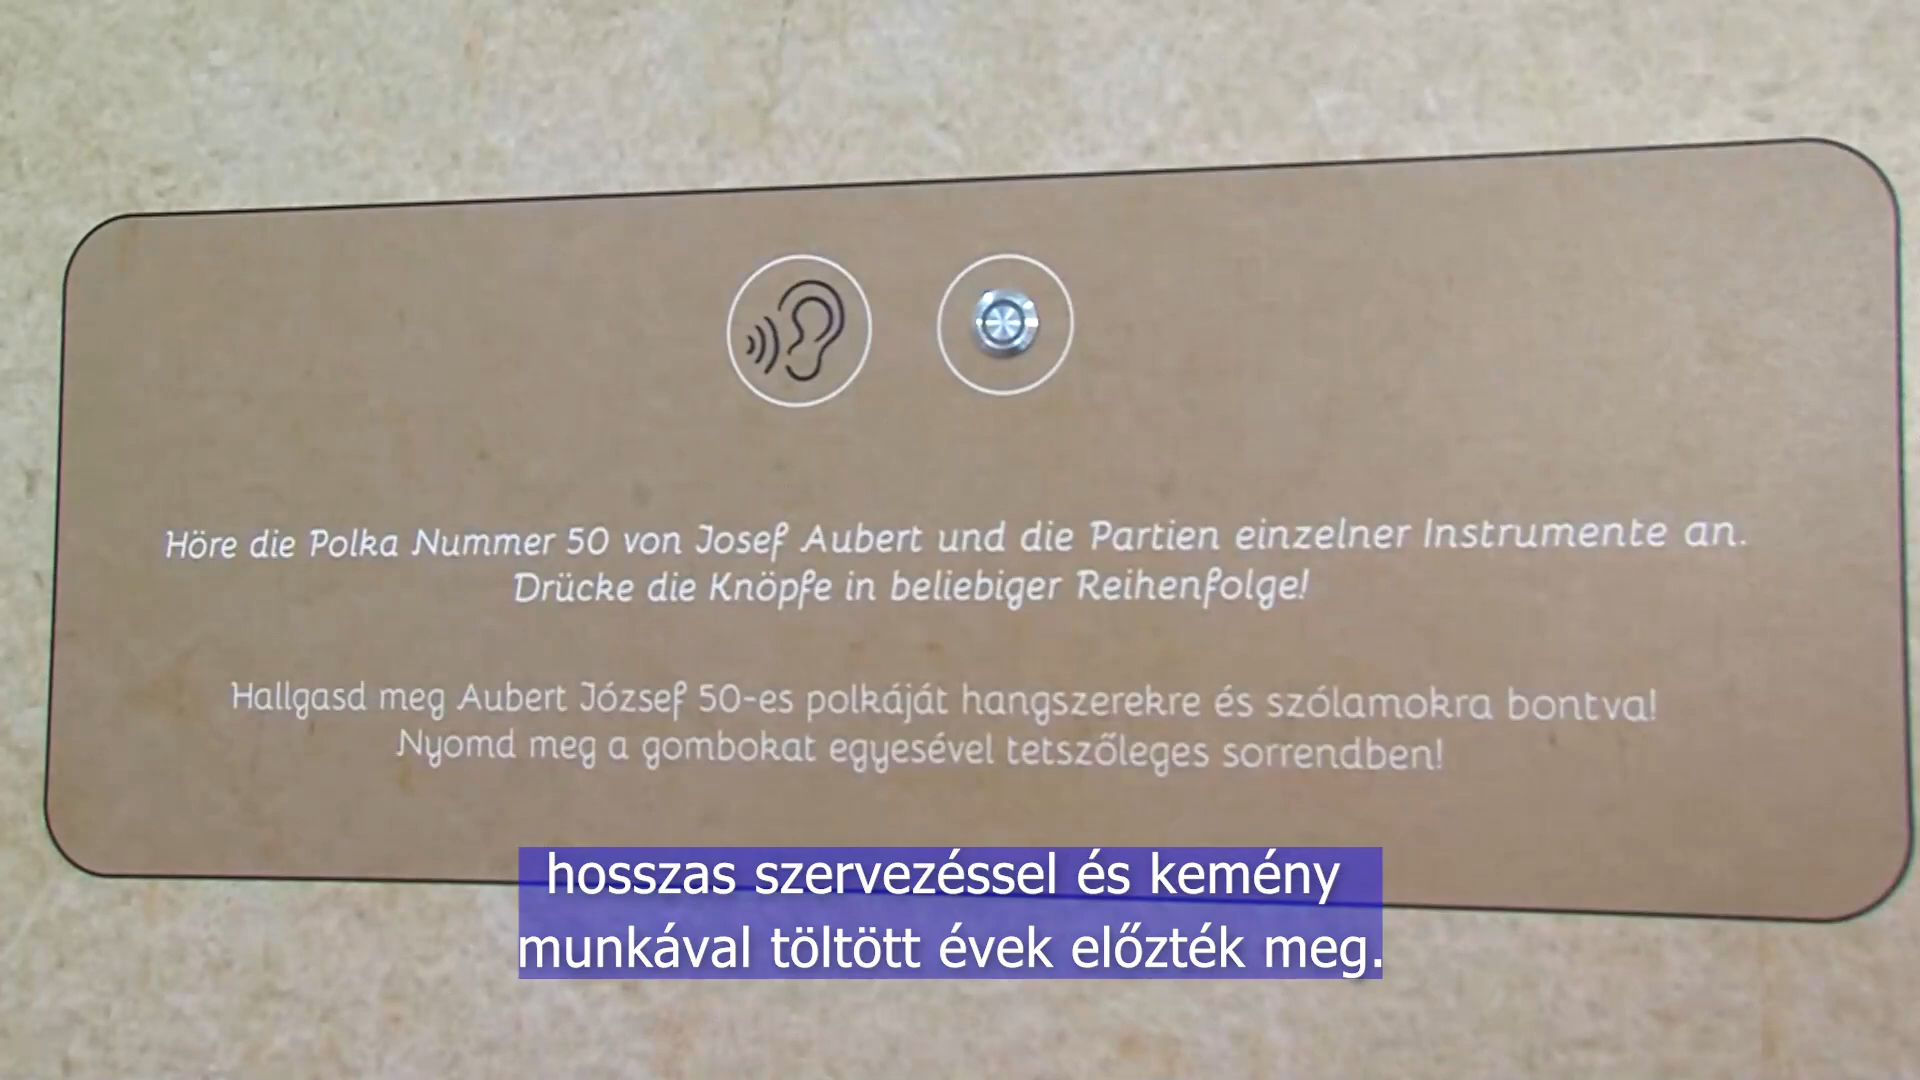 Höre die Polka Nummer 50 von Josef Aubert und die Partien einzelner Instrumente an.
Drücke die Knöpfe in beliebiger Reihenfolge!
Hallgasd meg Aubert József 50-es polkáját hangszerekre és szólamokra bontva!
Nyomd meg a gombokat egyesével tetszőleges sorrendben!
hosszas szervezéssel és kemény
munkával töltött évek előzték meg.